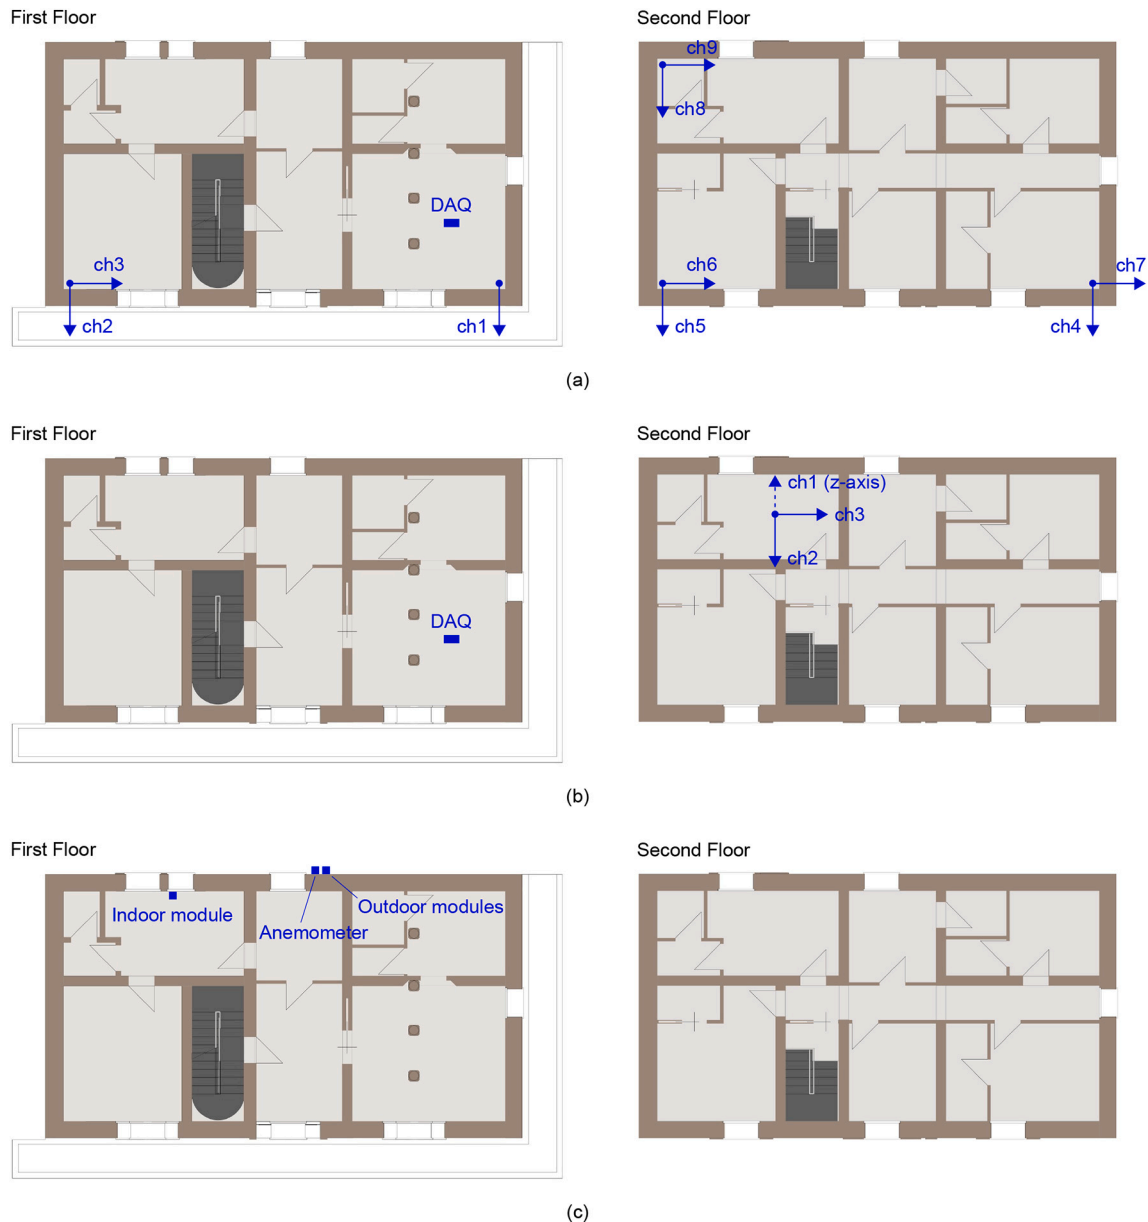 First Floor
Second Floor
ch9
ch8
DAQ
ch3
ch6
ch7
ch2
ch1
ch5
ch4
(a)
First Floor
Second Floor
ch1 (z-axis)
ch3
ch2
DAQ
(b)
First Floor
Second Floor
Indoor module
Outdoor modules
Anemometer
(c)